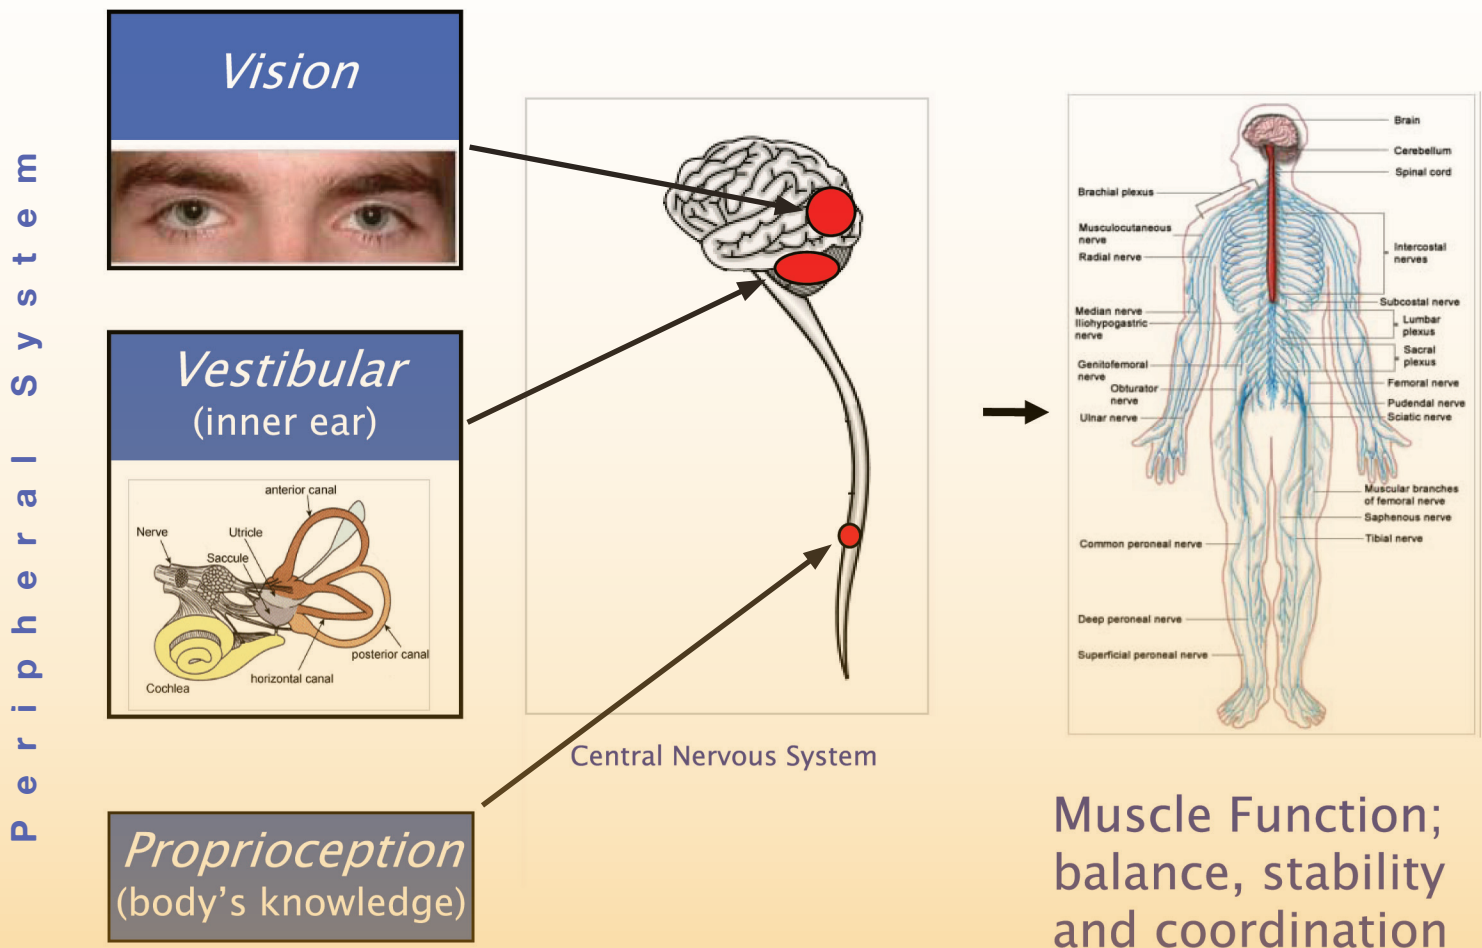 Peripheral System
Vision
Vestibular
(inner ear)
anterior canal
Nerve
Utricle
Saccule
posterior canal
horizontal canal
Cochlea
Proprioception
(body's knowledge)
Central Nervous System
Brain
Cerebellum
Spinal cord
Brachial plexus
Musculocutaneous
nerve
Radial nerve
Intercostal
nerves
Median nerve
Iliohypogastric
nerve
Subcostal nerve
Lumbar
plexus
Sacral
plexus
Genitofemoral
nerve
Obturator
nerve
Ulnar nerve
Femoral nerve
Pudendal nerve
Sciatic nerve
Muscular branches
of femoral nerve
Saphenous nerve
Tibial nerve
Common peroneal nerve
Deep peroneal nerve
Superficial peroneal nerve
Muscle Function;
balance, stability
and coordination